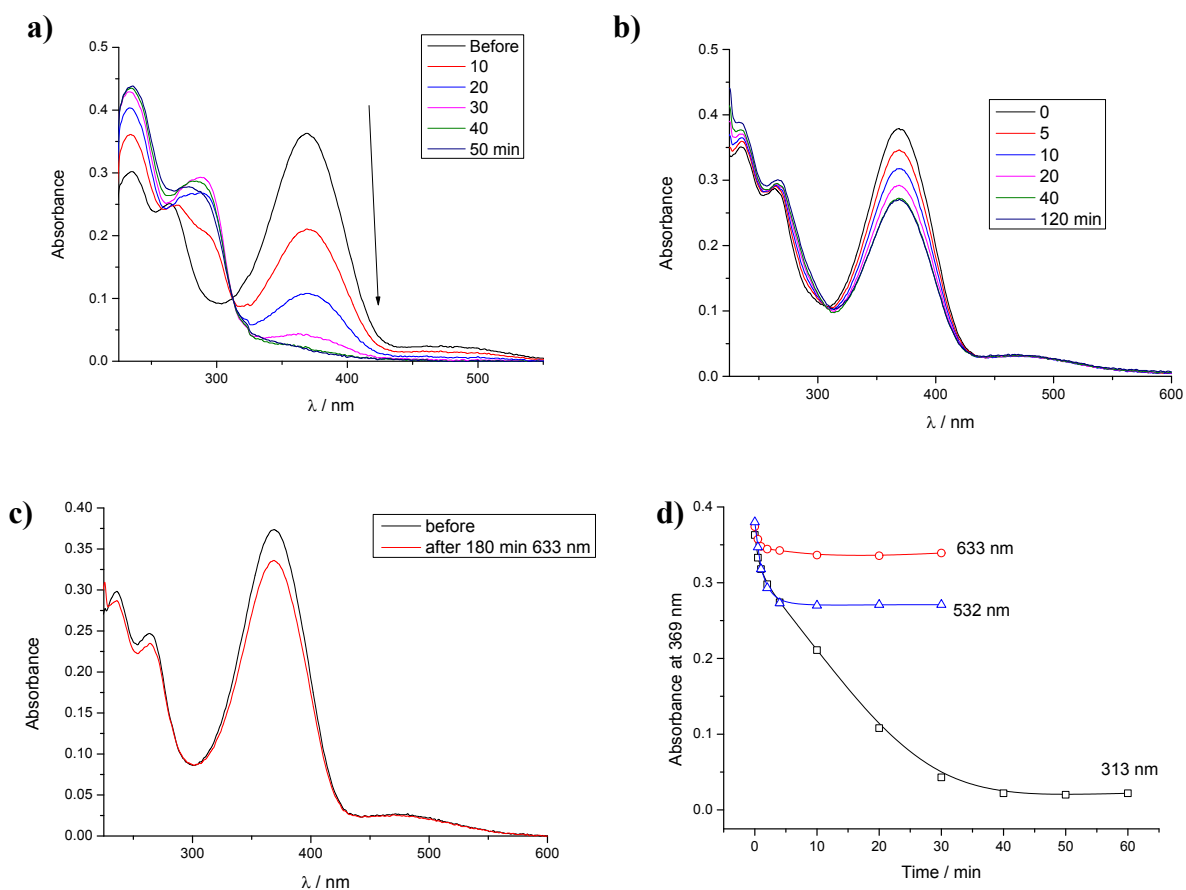 a)
Before
10
20
30
40
50 min
0.5
0.4
0.3
0.2
0.1
0.0
Absorbance
300
400
500
λ / nm
b)
0
5
10
20
40
120 min
0.5
0.4
0.3
0.2
0.1
0.0
Absorbance
300
400
500
600
λ / nm
c)
before
after 180 min 633 nm
0.40
0.35
0.30
0.25
0.20
0.15
0.10
0.05
0.00
Absorbance
200
300
400
500
600
λ / nm
d)
0.4
0.3
0.2
0.1
0.0
Absorbance at 369 nm
633 nm
532 nm
313 nm
0
10
20
30
40
50
60
Time / min